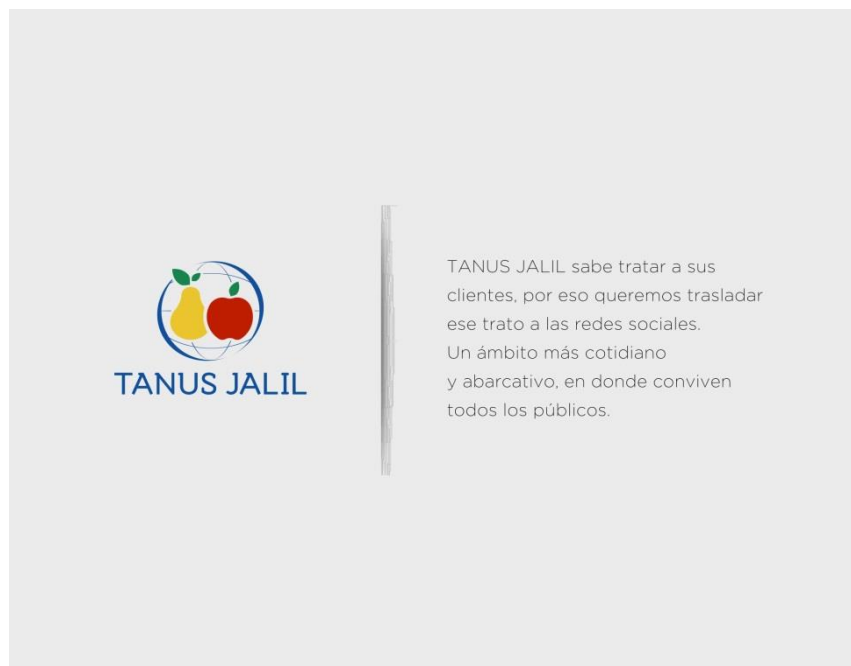 TANUS JALIL
TANUS JALIL sabe tratar a sus
clientes, por eso queremos trasladar
ese trato a las redes sociales.
Un ámbito más cotidiano
y abarcativo, en donde conviven
todos los públicos.